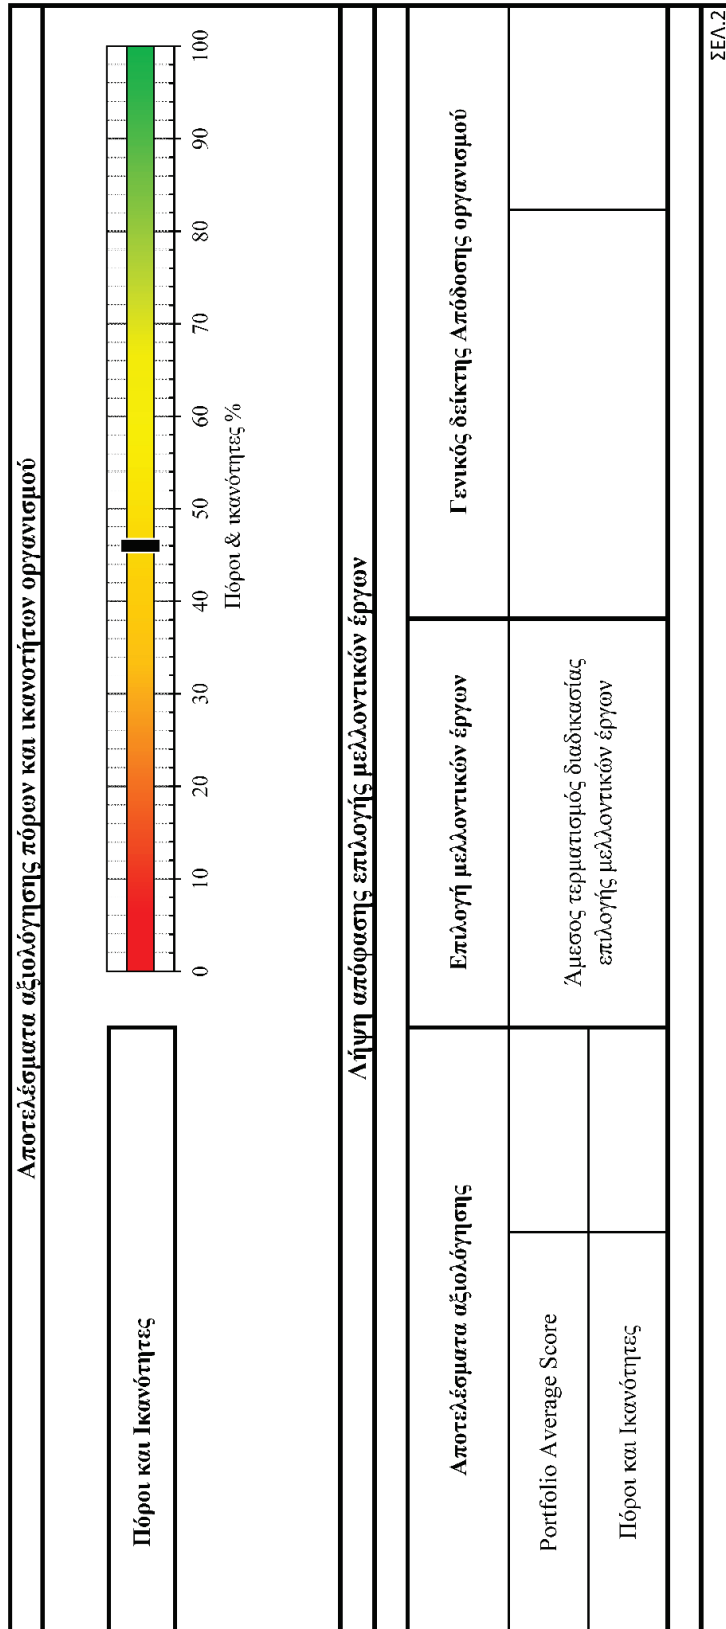 Αποτελέσματα αξιολόγησης πόρων και ικανοτήτων οργανισμού
Πόροι και Ικανότητες
0 10 20 30 40 50 60 70 80 90 100
Πόροι & ικανότητες %
Λήψη απόφασης επιλογής μελλοντικών έργων
Αποτελέσματα αξιολόγησης
Επιλογή μελλοντικών έργων
Γενικός δείκτης Απόδοσης οργανισμού
Portfolio Average Score
Πόροι και Ικανότητες
Άμεσος τερματισμός διαδικασίας
επιλογής μελλοντικών έργων
ΣΕΛ.2